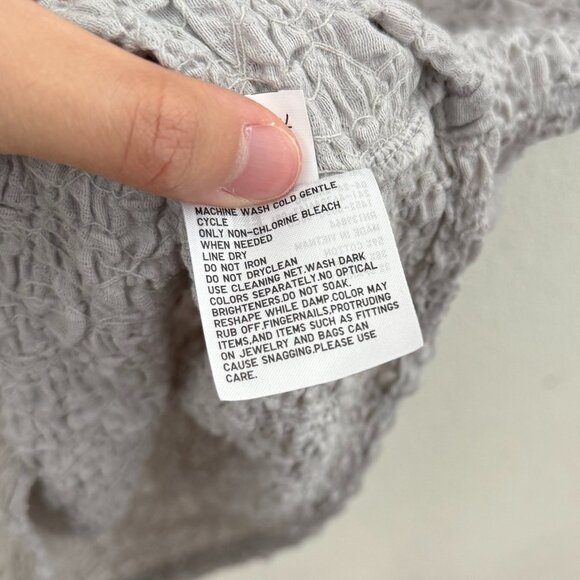 MACHINE WASH COLD GENTLE
CYCLE
ONLY NON-CHLORINE BLEACH
WHEN NEEDED
LINE DRY
DO NOT IRON
DO NOT DRYCLEAN
USE CLEANING NET.WASH DARK
COLORS SEPARATELY.NO OPTICAL
BRIGHTENERS.DO NOT SOAK.
RESHAPE WHILE DAMP.COLOR MAY
RUB OFF.FINGERNAILS,PROTRUDING
ITEMS,AND ITEMS SUCH AS FITTINGS
ON JEWELRY AND BAGS CAN
CAUSE SNAGGING.PLEASE USE
CARE.